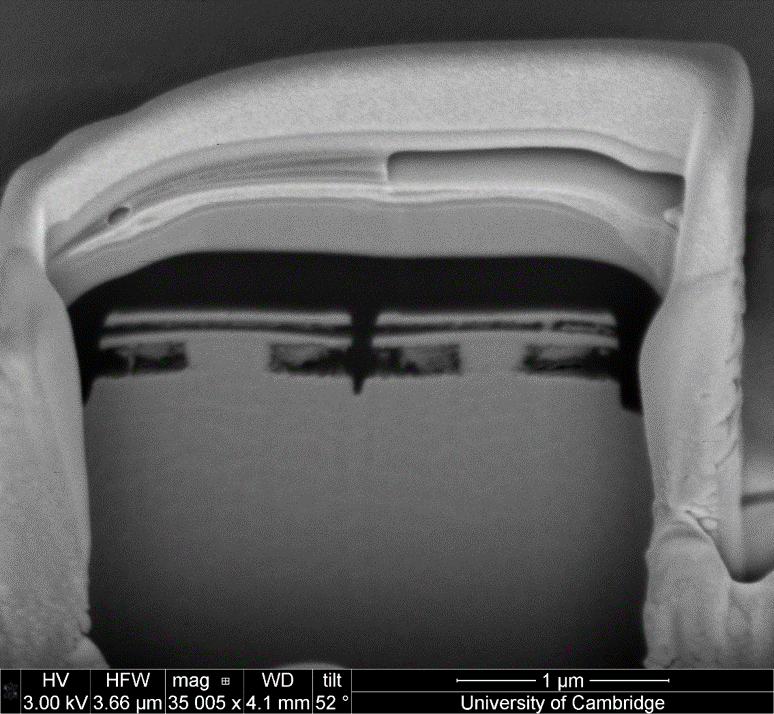 HV HFW mag ⊞ WD tilt 1 µm
3.00 kV 3.66 µm 35 005 x 4.1 mm 52 ° University of Cambridge